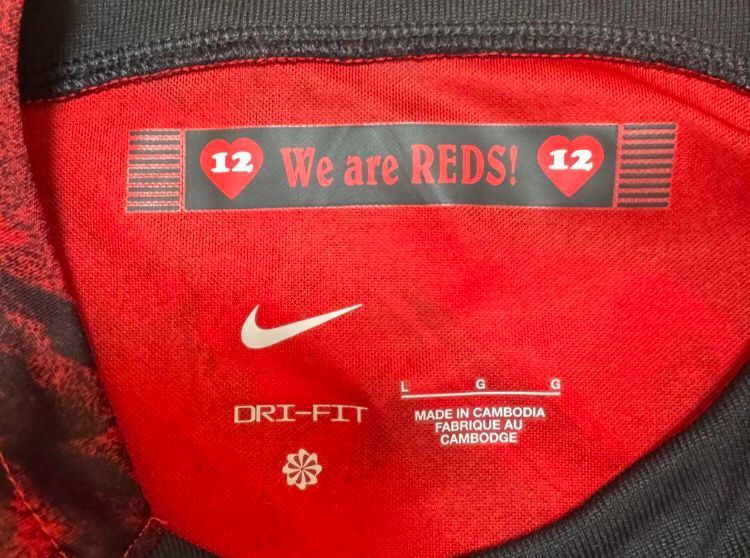 12 We are REDS! 12
DRI-FIT
L G G
MADE IN CAMBODIA
FABRIQUE AU
CAMBODGE